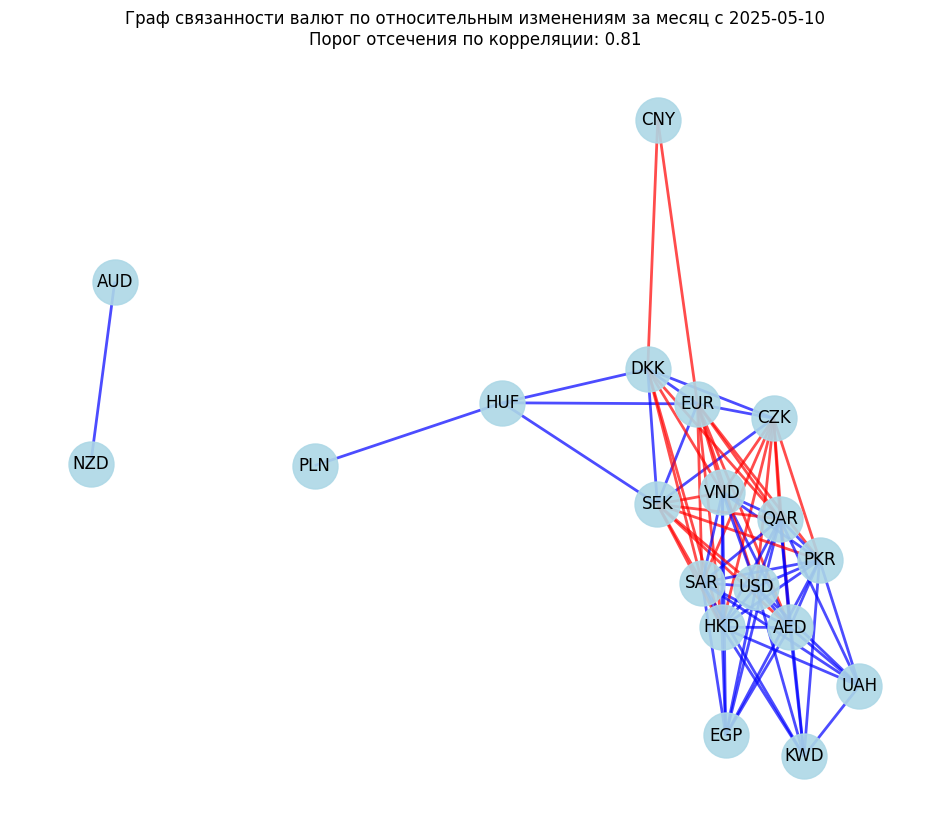 Граф связанности валют по относительным изменениям за месяц с 2025-05-10
Порог отсечения по корреляции: 0.81
CNY
AUD
DKK
HUF
EUR
CZK
NZD
PLN
VND
SEK
QAR
PKR
SAR
USD
HKD
AED
UAH
EGP
KWD